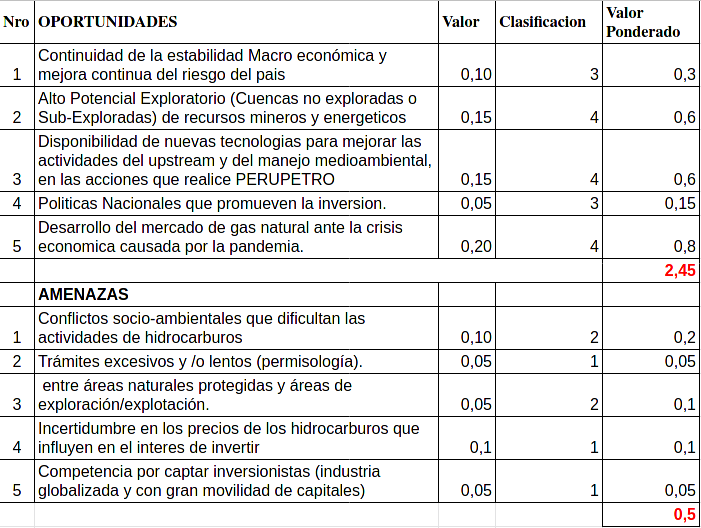 Nro OPORTUNIDADES Valor Clasificacion Valor Ponderado
Continuidad de la estabilidad Macro económica y
1 mejora continua del riesgo del pais 0,10 3 0,3
Alto Potencial Exploratorio (Cuencas no exploradas o
2 Sub-Exploradas) de recursos mineros y energeticos 0,15 4 0,6
Disponibilidad de nuevas tecnologias para mejorar las
actividades del upstream y del manejo medioambiental,
3 en las acciones que realice PERUPETRO 0,15 4 0,6
4 Politicas Nacionales que promueven la inversion. 0,05 3 0,15
Desarrollo del mercado de gas natural ante la crisis
5 economica causada por la pandemia. 0,20 4 0,8
2,45
AMENAZAS
Conflictos socio-ambientales que dificultan las
1 actividades de hidrocarburos 0,10 2 0,2
2 Trámites excesivos y /o lentos (permisología). 0,05 1 0,05
entre áreas naturales protegidas y áreas de
3 exploración/explotación. 0,05 2 0,1
Incertidumbre en los precios de los hidrocarburos que
4 influyen en el interes de invertir 0,1 1 0,1
Competencia por captar inversionistas (industria
5 globalizada y con gran movilidad de capitales) 0,05 1 0,05
0,5